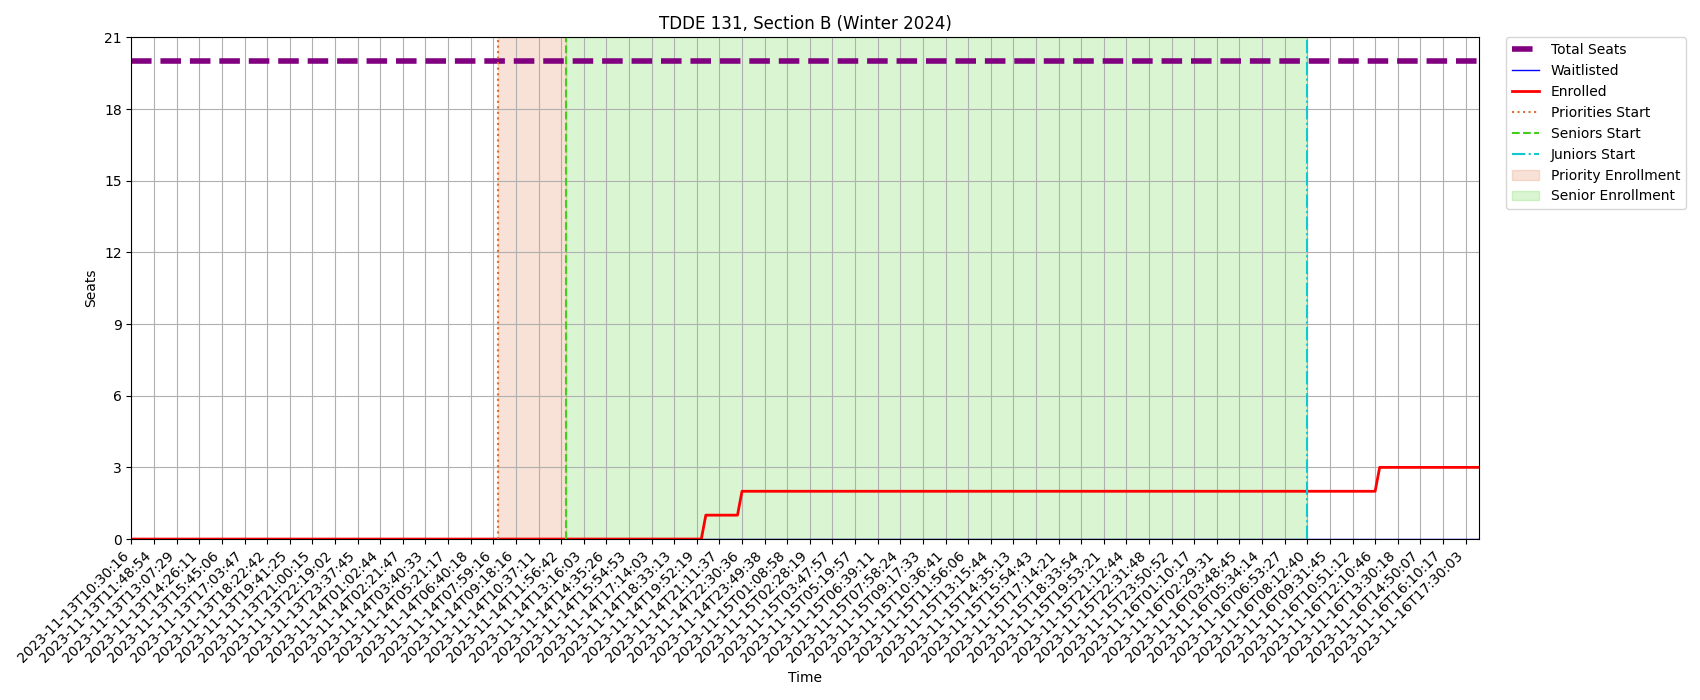 TDDE 131, Section B (Winter 2024)
21
18
15
12
9
6
3
0
Seats
2023-11-13T10:30:16
2023-11-13T11:48:54
2023-11-13T13:07:29
2023-11-13T14:26:11
2023-11-13T15:45:06
2023-11-13T17:03:47
2023-11-13T18:22:42
2023-11-13T19:41:25
2023-11-13T21:00:15
2023-11-13T22:19:02
2023-11-13T23:37:45
2023-11-14T01:02:44
2023-11-14T02:21:47
2023-11-14T03:40:33
2023-11-14T05:21:17
2023-11-14T06:40:18
2023-11-14T07:59:16
2023-11-14T09:18:16
2023-11-14T10:37:11
2023-11-14T11:56:42
2023-11-14T13:16:03
2023-11-14T14:35:26
2023-11-14T15:54:53
2023-11-14T17:14:03
2023-11-14T18:33:13
2023-11-14T19:52:19
2023-11-14T21:11:37
2023-11-14T22:30:36
2023-11-14T23:49:38
2023-11-15T01:08:58
2023-11-15T02:28:19
2023-11-15T03:47:57
2023-11-15T05:19:57
2023-11-15T06:39:11
2023-11-15T07:58:24
2023-11-15T09:17:33
2023-11-15T10:36:41
2023-11-15T11:56:06
2023-11-15T13:15:44
2023-11-15T14:35:13
2023-11-15T15:54:43
2023-11-15T17:14:21
2023-11-15T18:33:54
2023-11-15T19:53:21
2023-11-15T21:12:44
2023-11-15T22:31:48
2023-11-15T23:50:52
2023-11-16T01:10:17
2023-11-16T02:29:31
2023-11-16T03:48:45
2023-11-16T05:34:14
2023-11-16T06:53:27
2023-11-16T08:12:40
2023-11-16T09:31:45
2023-11-16T10:51:12
2023-11-16T12:10:46
2023-11-16T13:30:18
2023-11-16T14:50:07
2023-11-16T16:10:17
2023-11-16T17:30:03
Time
Total Seats
Waitlisted
Enrolled
Priorities Start
Seniors Start
Juniors Start
Priority Enrollment
Senior Enrollment